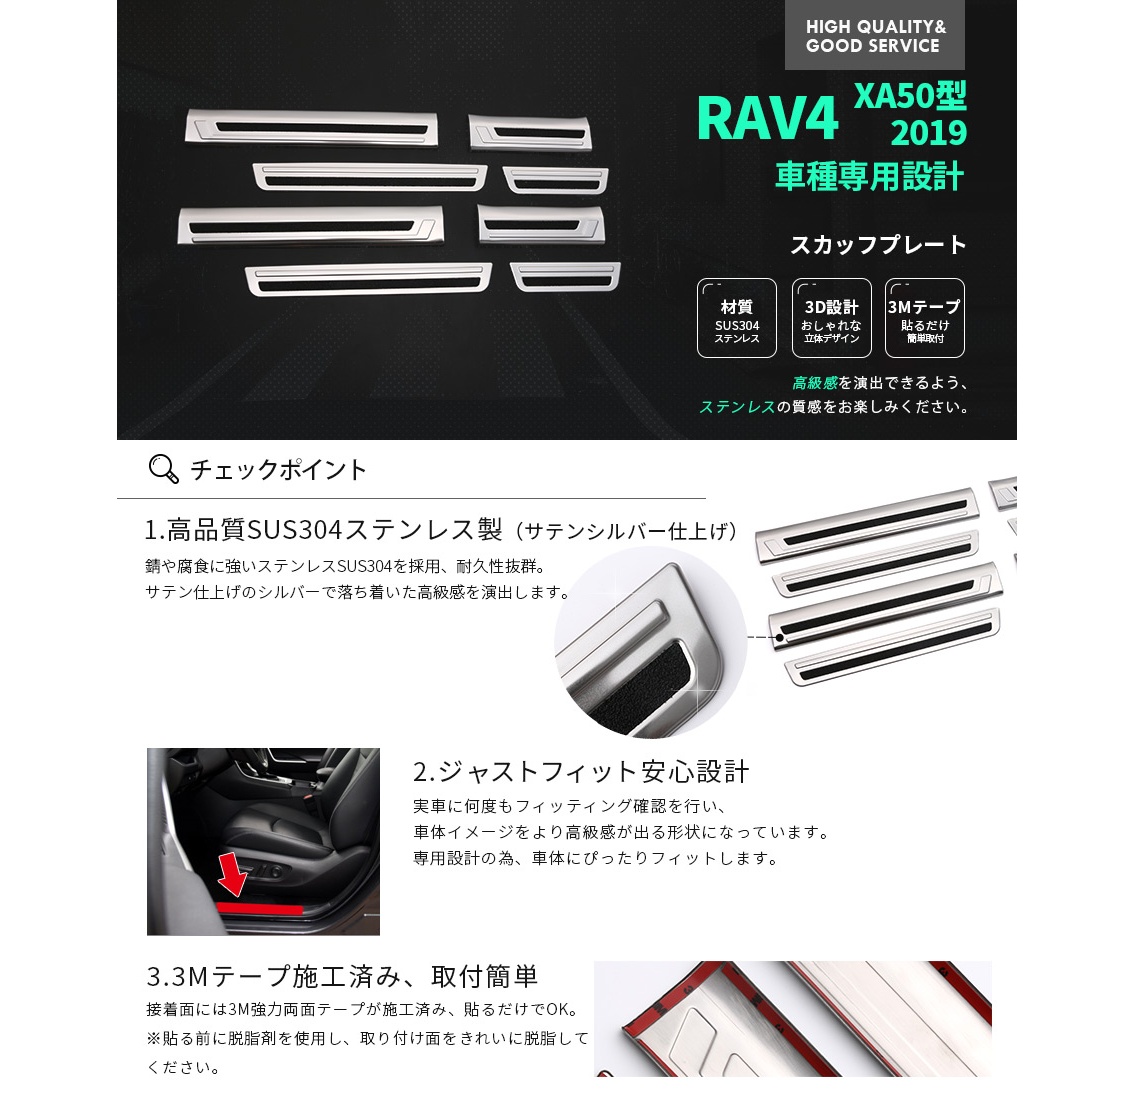 HIGH QUALITY&
GOOD SERVICE
RAV4 XA50型
2019
車種専用設計
スカッフプレート
材質
SUS304
ステンレス
3D設計
おしゃれな
立体デザイン
3Mテープ
貼るだけ
簡単取付
高級感を演出できるよう、
ステンレスの質感をお楽しみください。
チェックポイント
1.高品質SUS304ステンレス製（サテンシルバー仕上げ）
錆や腐食に強いステンレスSUS304を採用、耐久性抜群。
サテン仕上げのシルバーで落ち着いた高級感を演出します。
2.ジャストフィット安心設計
実車に何度もフィッティング確認を行い、
車体イメージをより高級感が出る形状になっています。
専用設計の為、車体にぴったりフィットします。
3.3Mテープ施工済み、取付簡単
接着面には3M強力両面テープが施工済み、貼るだけでOK。
※貼る前に脱脂剤を使用し、取り付け面をきれいに脱脂して
ください。